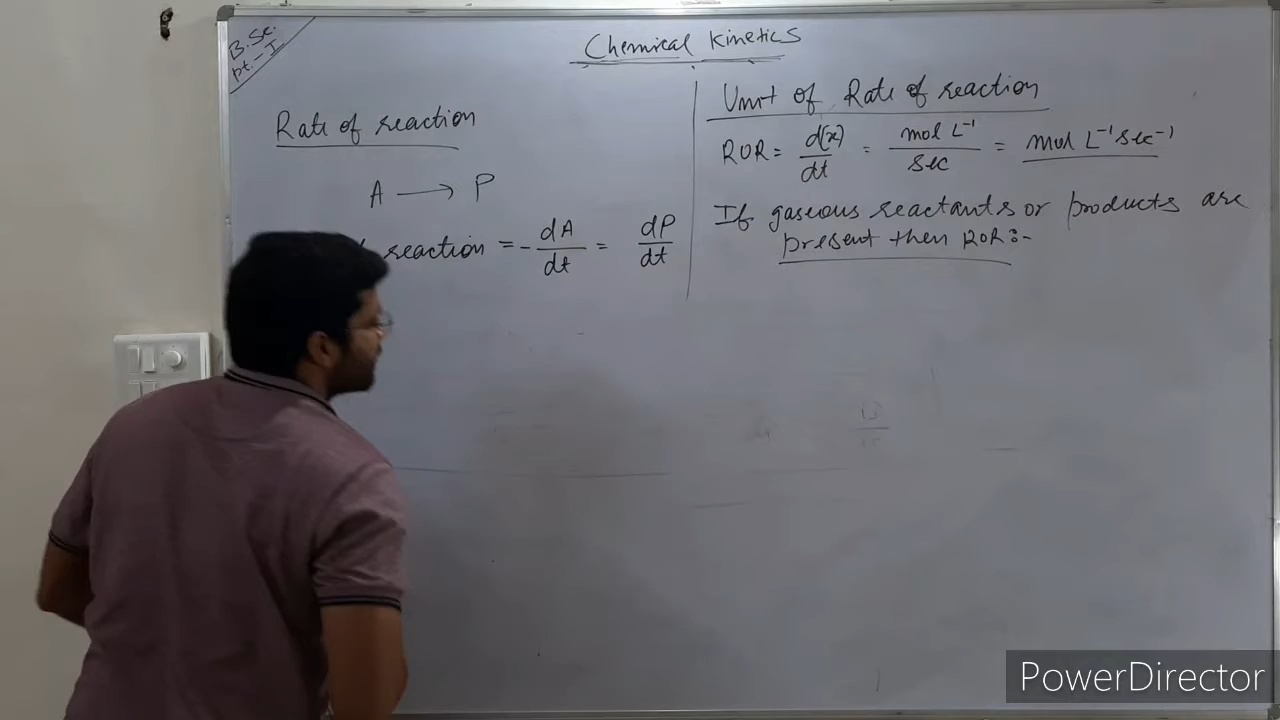 B.Sc.
pt.-I
Chemical Kinetics
Rate of reaction
A ⟶ P
reaction = - dA/dt = dP/dt
Unit of Rate of reaction
ROR = d(x)/dt = mol L⁻¹/sec = mol L⁻¹ sec⁻¹
If gaseous reactants or products are
present then ROR :-
PowerDirector